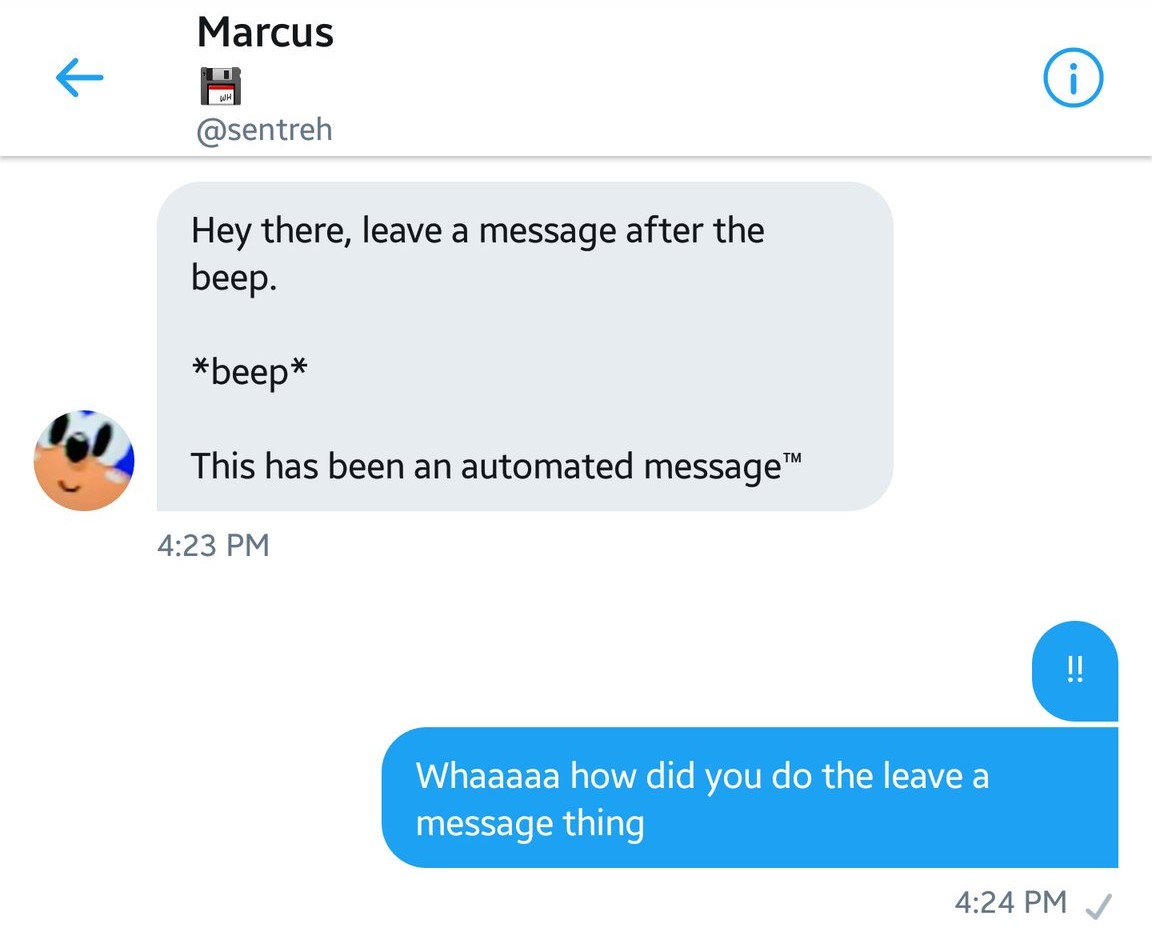 Marcus
WH
@sentreh
Hey there, leave a message after the
beep.
*beep*
This has been an automated message™
4:23 PM
!!
Whaaaaa how did you do the leave a
message thing
4:24 PM